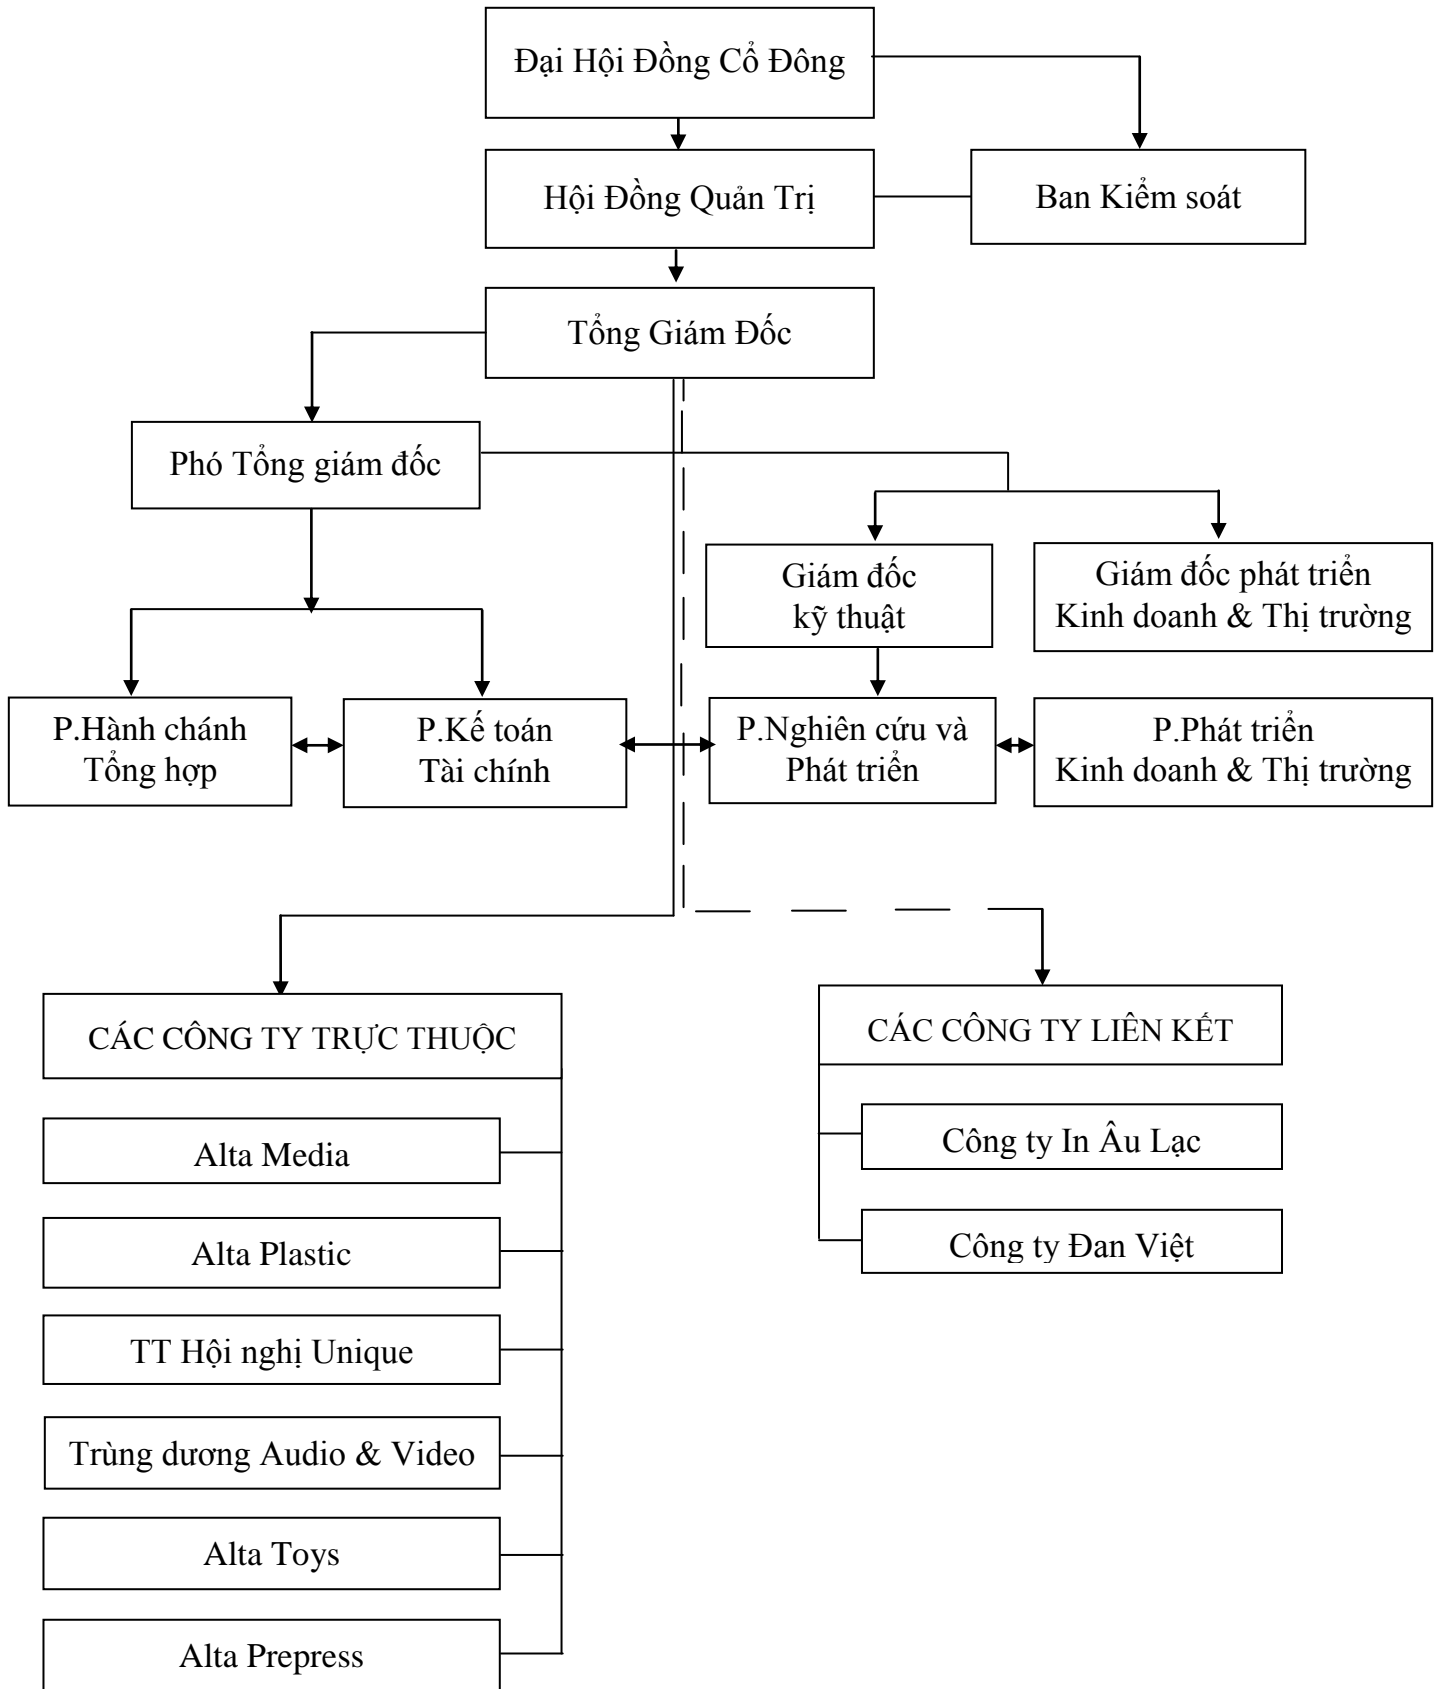 Đại Hội Đồng Cổ Đông
Hội Đồng Quản Trị
Ban Kiểm soát
Tổng Giám Đốc
Phó Tổng giám đốc
Giám đốc
kỹ thuật
Giám đốc phát triển
Kinh doanh & Thị trường
P.Hành chánh
Tổng hợp
P.Kế toán
Tài chính
P.Nghiên cứu và
Phát triển
P.Phát triển
Kinh doanh & Thị trường
CÁC CÔNG TY TRỰC THUỘC
Alta Media
Alta Plastic
TT Hội nghị Unique
Trùng dương Audio & Video
Alta Toys
Alta Prepress
CÁC CÔNG TY LIÊN KẾT
Công ty In Âu Lạc
Công ty Đan Việt